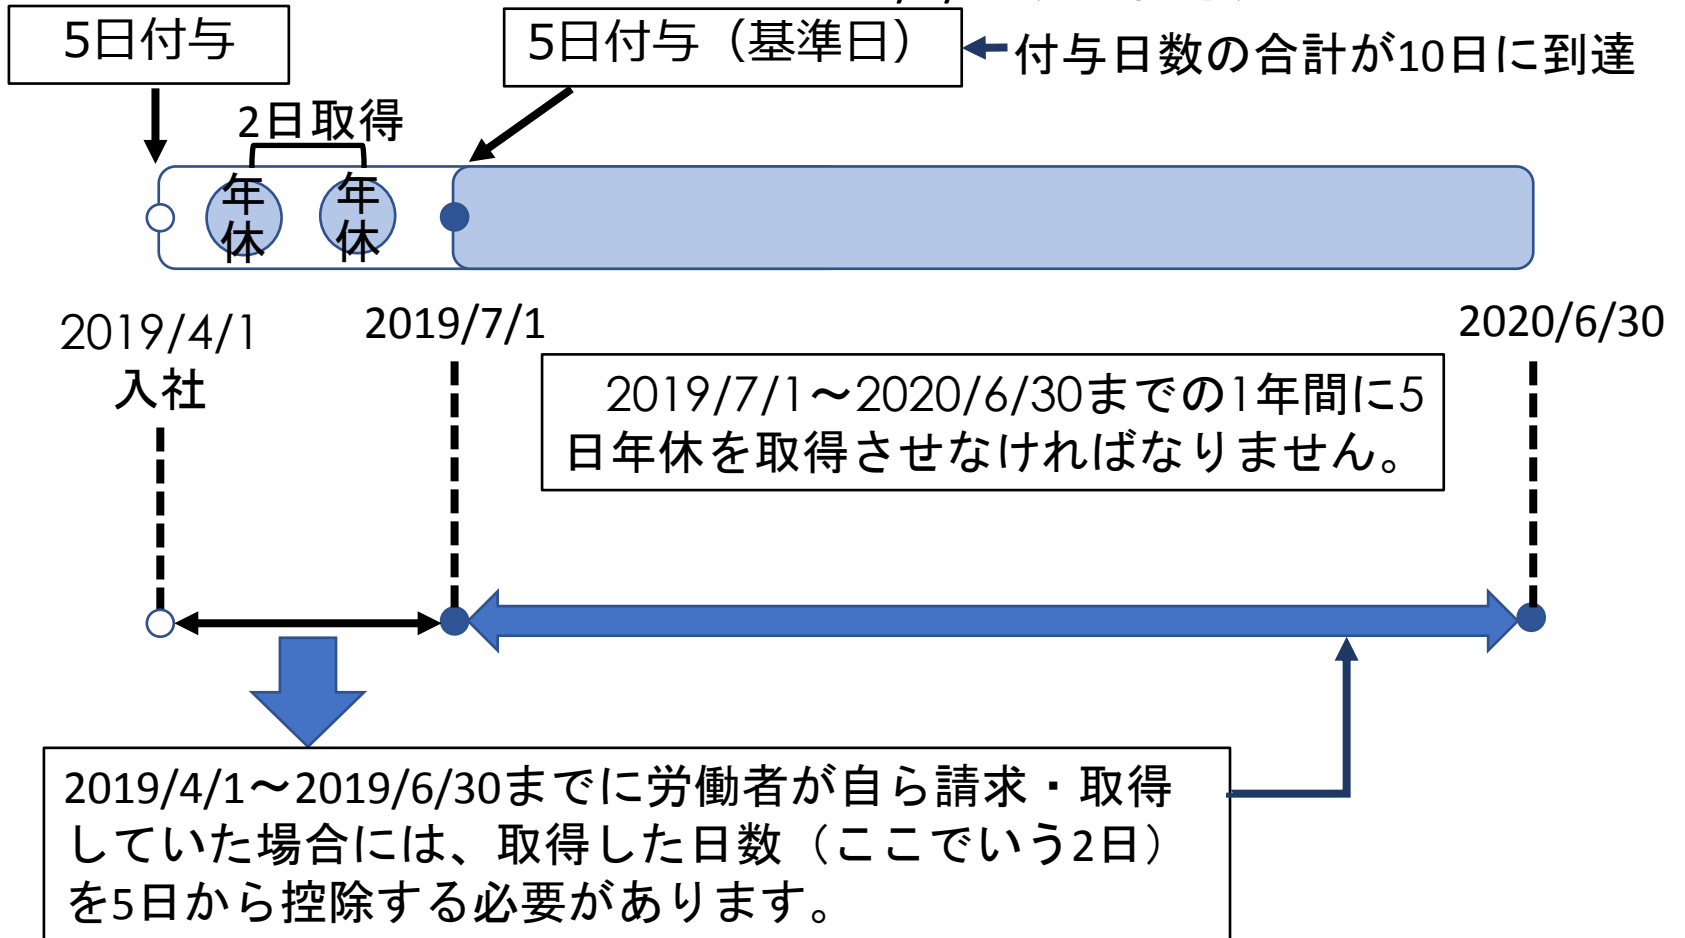 5日付与
5日付与（基準日）
付与日数の合計が10日に到達
2日取得
年休
年休
2019/4/1
入社
2019/7/1
2020/6/30
2019/7/1～2020/6/30までの1年間に5
日年休を取得させなければなりません。
2019/4/1～2019/6/30までに労働者が自ら請求・取得
していた場合には、取得した日数（ここでいう2日）
を5日から控除する必要があります。